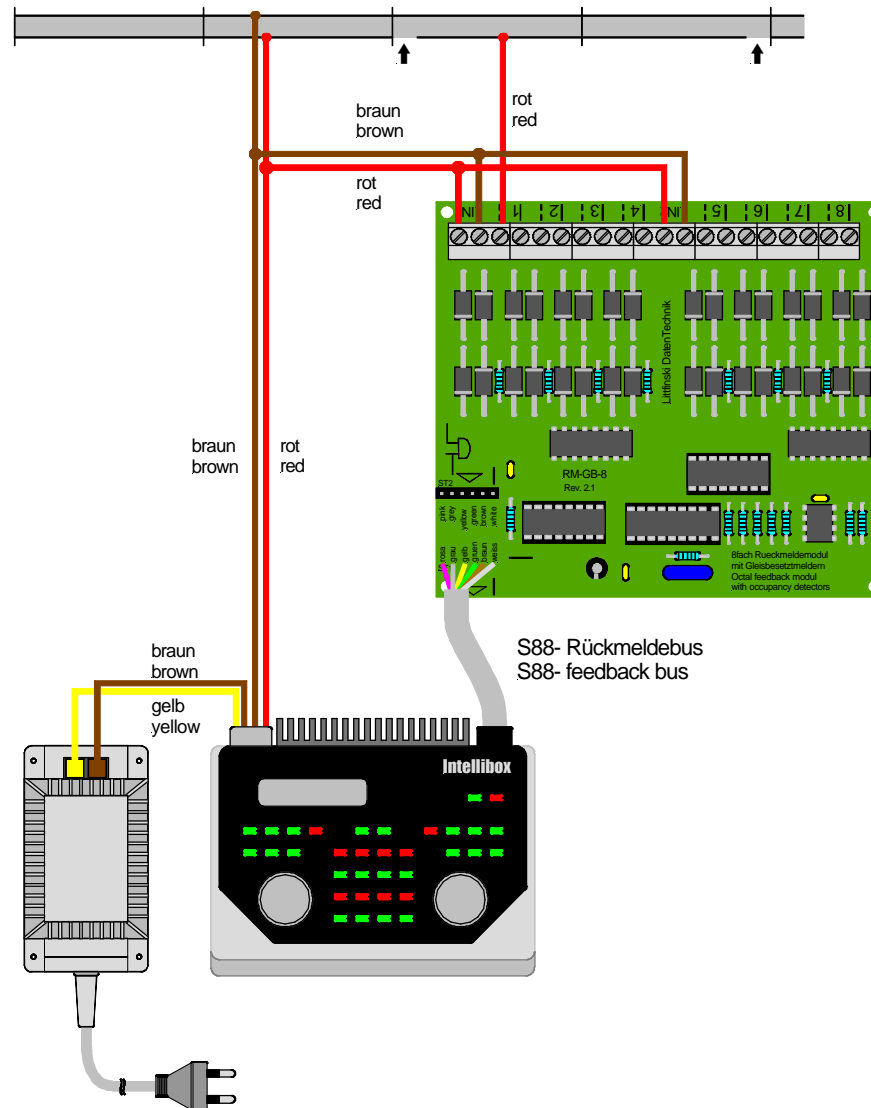 rot
red
braun
brown
rot
red
IN 1 2 3 4 IN 5 6 7 8
Littfinski DatenTechnik
braun
brown
rot
red
RM-GB-8
Rev. 2.1
ST2
pink
grey
yellow
green
brown
white
rosa
grau
gelb
gruen
braun
weiss
8fach Rueckmeldemodul
mit Gleisbesetztmeldern
Octal feedback modul
with occupancy detectors
S88- Rückmeldebus
S88- feedback bus
braun
brown
gelb
yellow
Intellibox